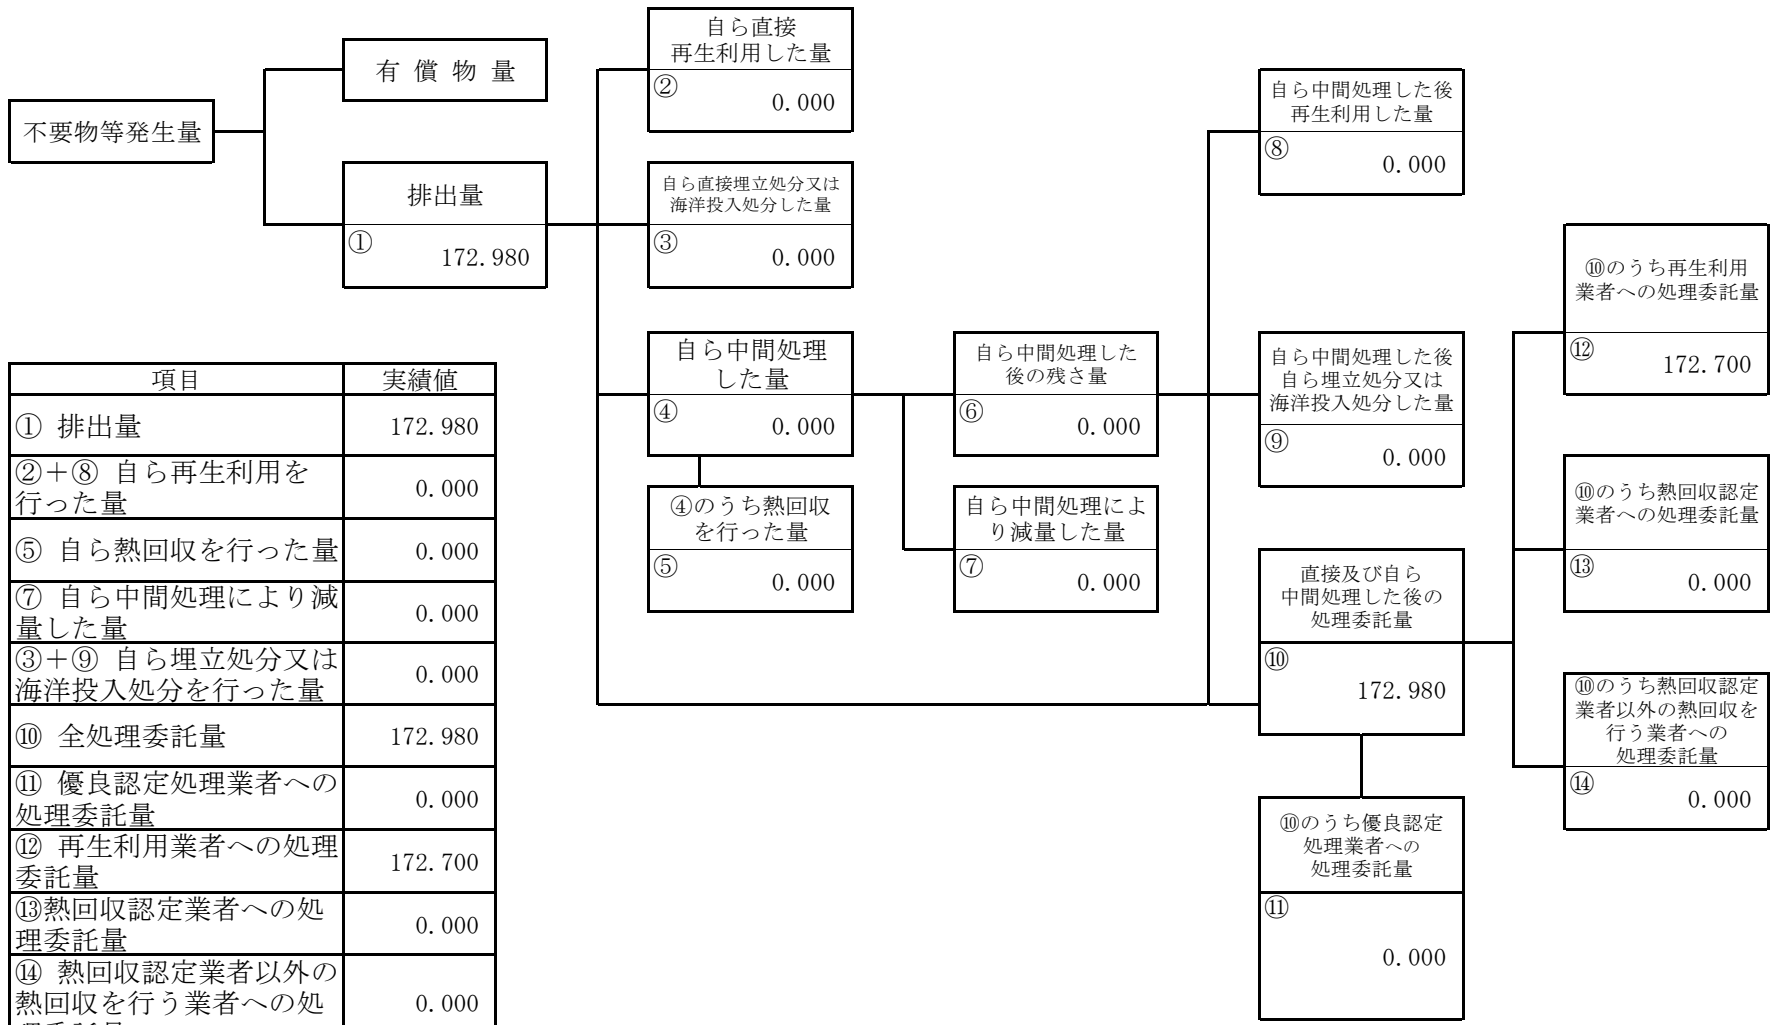 自ら直接
再生利用した量
②
0.000
有 償 物 量
不要物等発生量
排出量
①
172.980
自ら直接埋立処分又は
海洋投入処分した量
③
0.000
自ら中間処理した後
再生利用した量
⑧
0.000
⑩のうち再生利用
業者への処理委託量
⑫
172.700
自ら中間処理
した量
④
0.000
自ら中間処理した
後の残さ量
⑥
0.000
自ら中間処理した後
自ら埋立処分又は
海洋投入処分した量
⑨
0.000
④のうち熱回収
を行った量
⑤
0.000
自ら中間処理によ
り減量した量
⑦
0.000
⑩のうち熱回収認定
業者への処理委託量
⑬
0.000
直接及び自ら
中間処理した後の
処理委託量
⑩
172.980
⑩のうち熱回収認定
業者以外の熱回収を
行う業者への
処理委託量
⑭
0.000
⑩のうち優良認定
処理業者への
処理委託量
⑪
0.000
項目 実績値
① 排出量 172.980
②＋⑧ 自ら再生利用を
行った量 0.000
⑤ 自ら熱回収を行った量 0.000
⑦ 自ら中間処理により減
量した量 0.000
③＋⑨ 自ら埋立処分又は
海洋投入処分を行った量 0.000
⑩ 全処理委託量 172.980
⑪ 優良認定処理業者への
処理委託量 0.000
⑫ 再生利用業者への処理
委託量 172.700
⑬熱回収認定業者への処
理委託量 0.000
⑭ 熱回収認定業者以外の
熱回収を行う業者への処 0.000